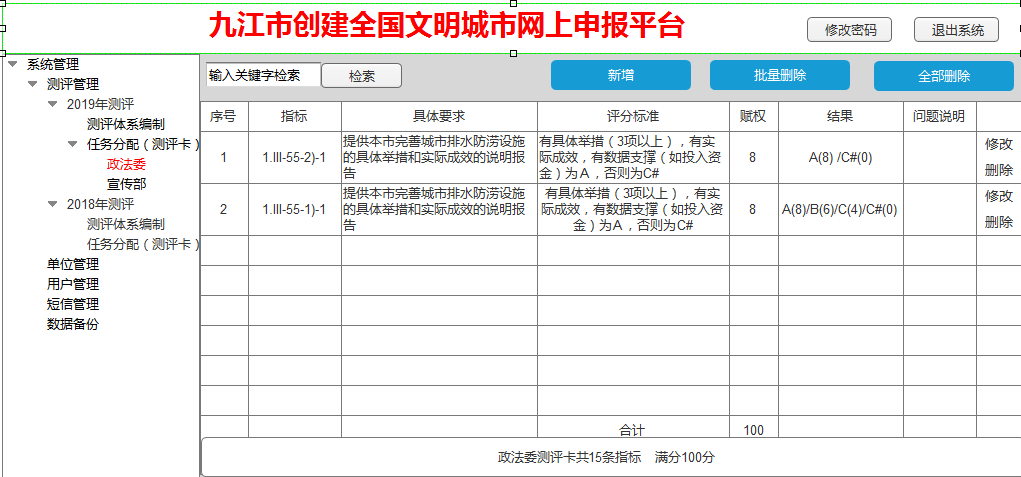 九江市创建全国文明城市网上申报平台
修改密码 退出系统
系统管理
测评管理
2019年测评
测评体系编制
任务分配（测评卡）
政法委
宣传部
2018年测评
测评体系编制
任务分配（测评卡）
单位管理
用户管理
短信管理
数据备份
输入关键字检索 检索 新增 批量删除 全部删除
序号 指标 具体要求 评分标准 赋权 结果 问题说明
1 1.III-55-2)-1
提供本市完善城市排水防涝设施
的具体举措和实际成效的说明报
告
有具体举措（3项以上），有实
际成效，有数据支撑（如投入资
金）为A，否则为C#
8 A(8) /C#(0)
修改
删除
2 1.III-55-1)-1
提供本市完善城市排水防涝设施
的具体举措和实际成效的说明报
告
有具体举措（3项以上），有实
际成效，有数据支撑（如投入资
金）为A，否则为C#
8 A(8)/B(6)/C(4)/C#(0)
修改
删除
合计 100
政法委测评卡共15条指标 满分100分